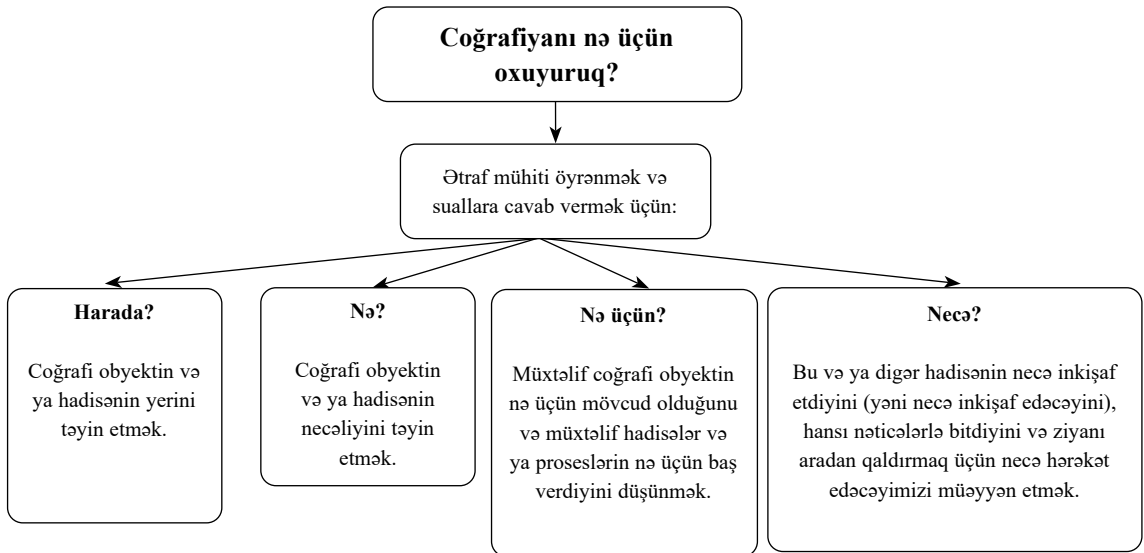 Coğrafiyanı nə üçün
oxuyuruq?
Ətraf mühiti öyrənmək və
suallara cavab vermək üçün:
Harada?
Coğrafi obyektin və
ya hadisənin yerini
təyin etmək.
Nə?
Coğrafi obyektin
və ya hadisənin
necəliyini təyin
etmək.
Nə üçün?
Müxtəlif coğrafi obyektin
nə üçün mövcud olduğunu
və müxtəlif hadisələr və
ya proseslərin nə üçün baş
verdiyini düşünmək.
Necə?
Bu və ya digər hadisənin necə inkişaf
etdiyini (yəni necə inkişaf edəcəyini),
hansı nəticələrlə bitdiyini və ziyanı
aradan qaldırmaq üçün necə hərəkət
edəcəyimizi müəyyən etmək.